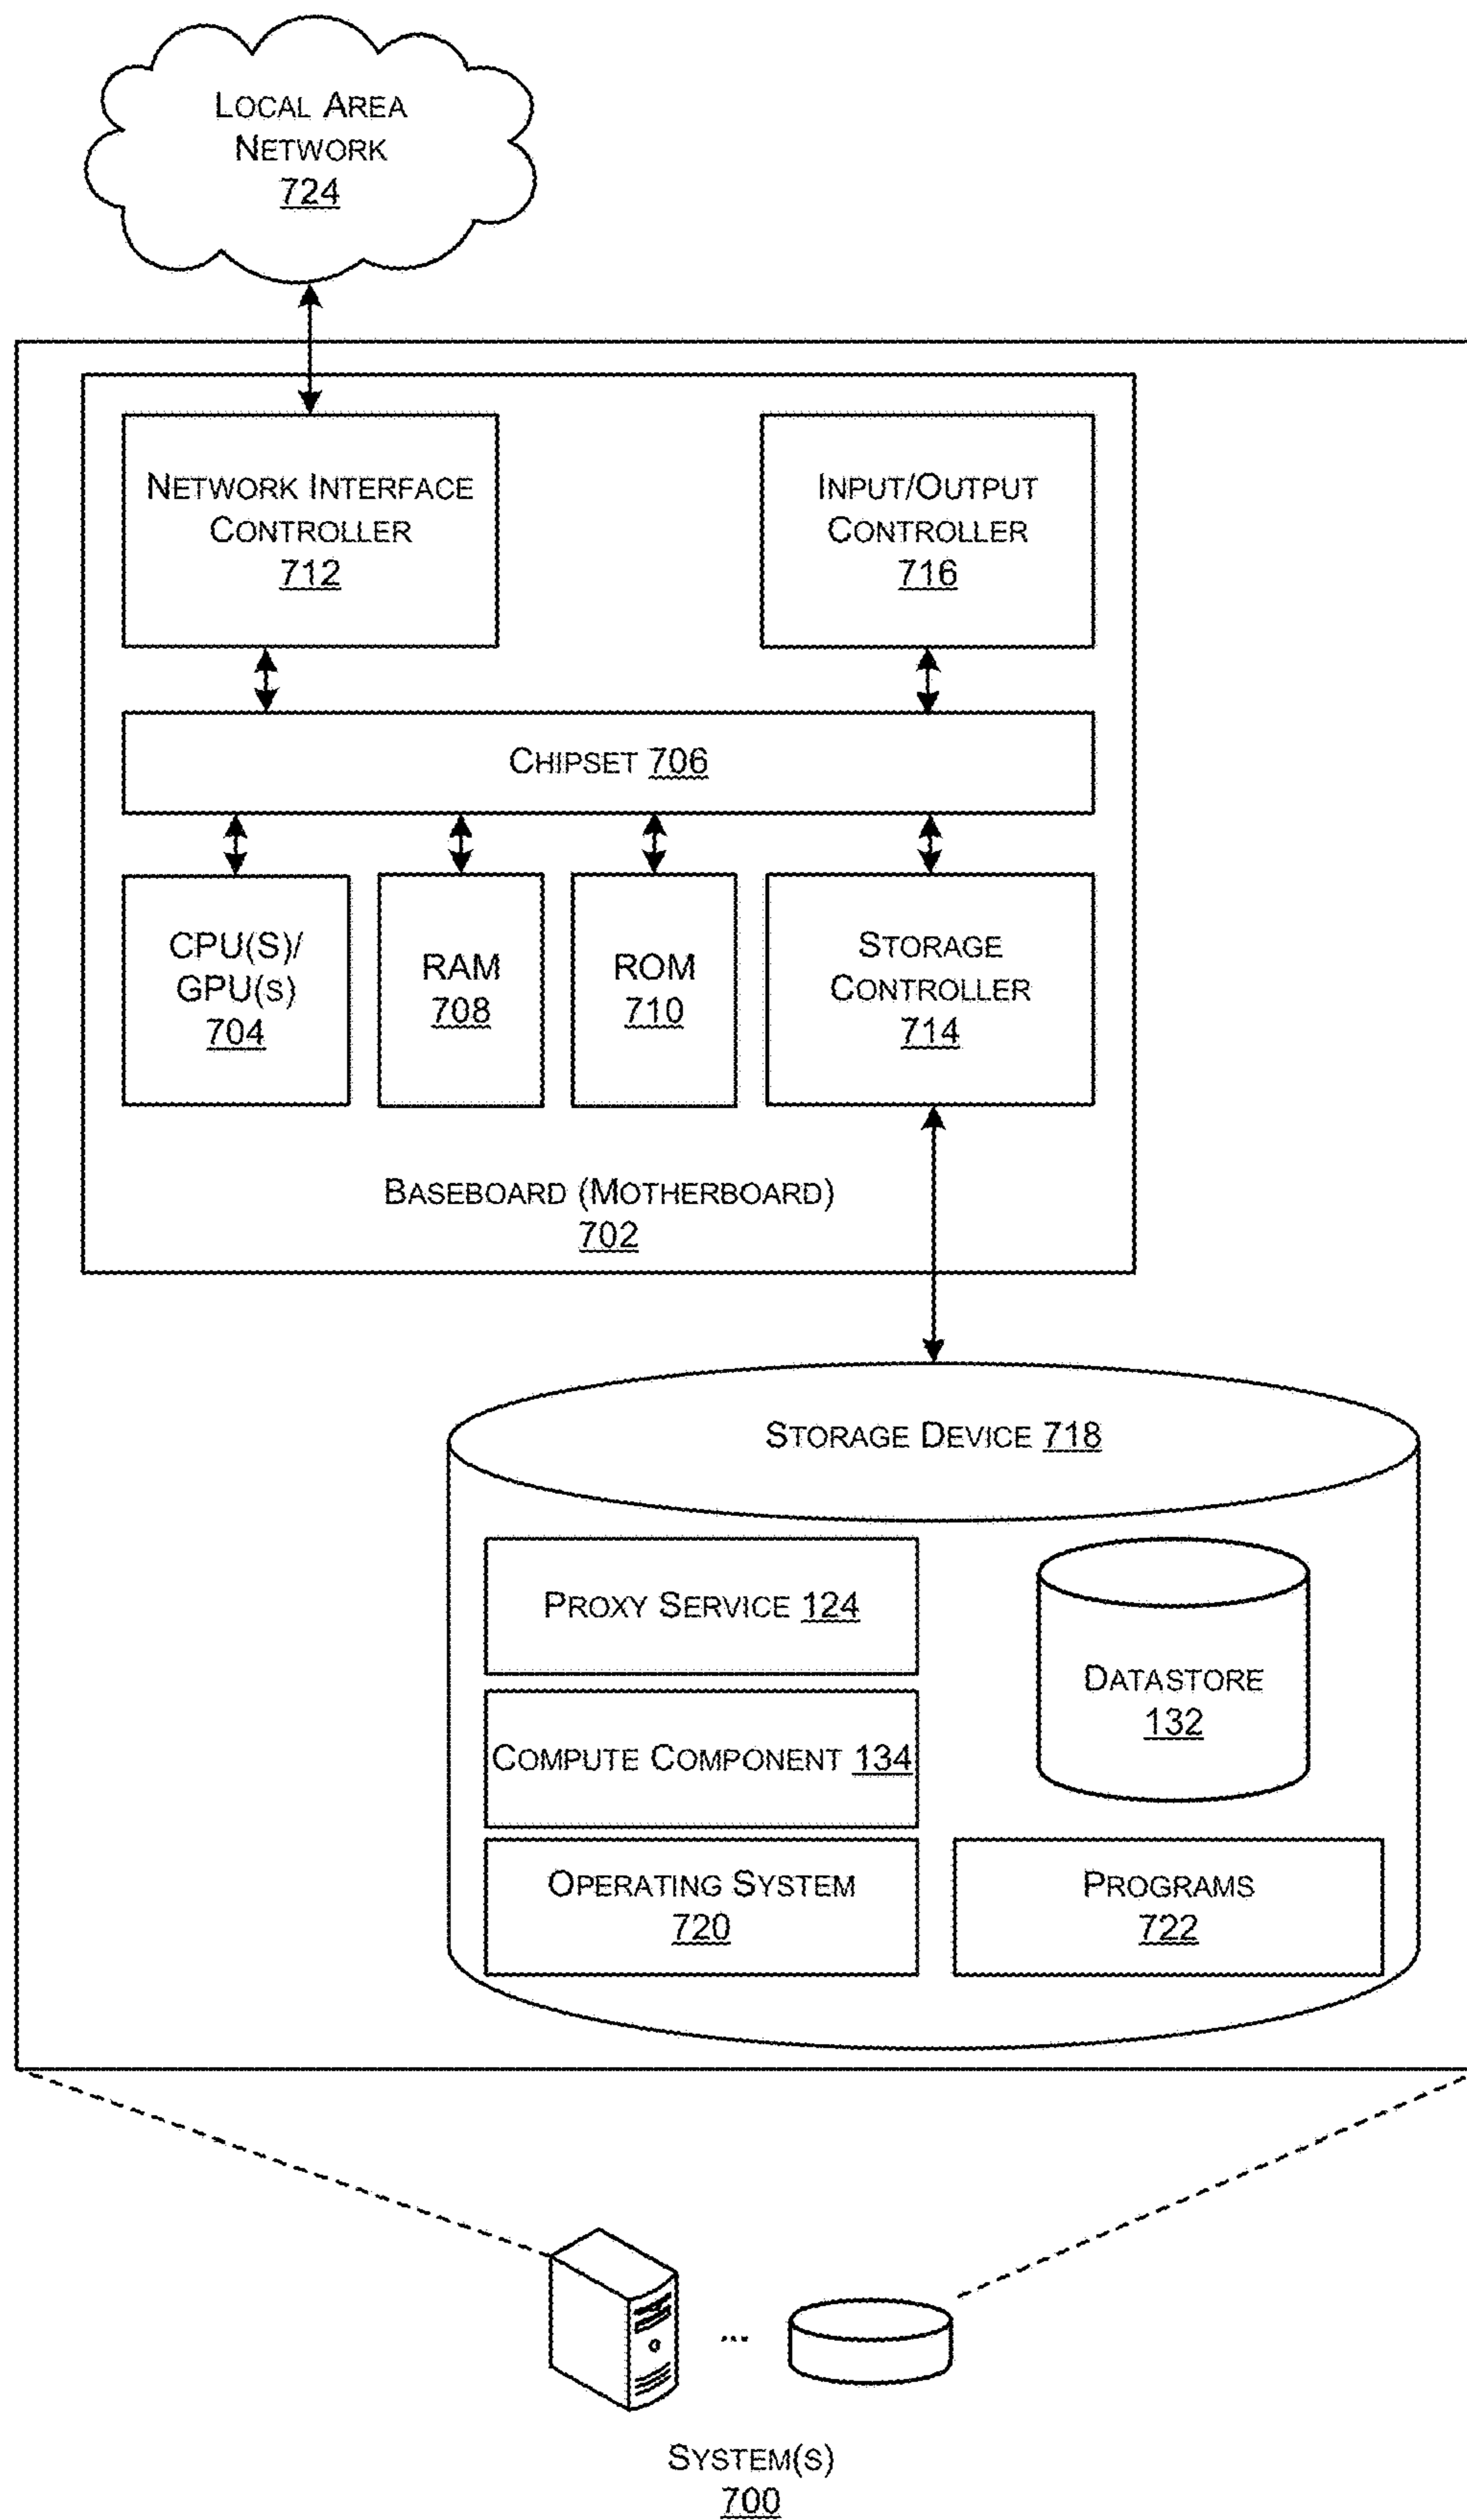 LOCAL AREA
NETWORK
724
NETWORK INTERFACE
CONTROLLER
712
INPUT/OUTPUT
CONTROLLER
716
CHIPSET 706
CPU(S)/
GPU(s)
704
RAM
708
ROM
710
STORAGE
CONTROLLER
714
BASEBOARD (MOTHERBOARD)
702
STORAGE DEVICE 718
PROXY SERVICE 124
DATASTORE
132
COMPUTE COMPONENT 134
OPERATING SYSTEM
720
PROGRAMS
722
...
SYSTEM(S)
700